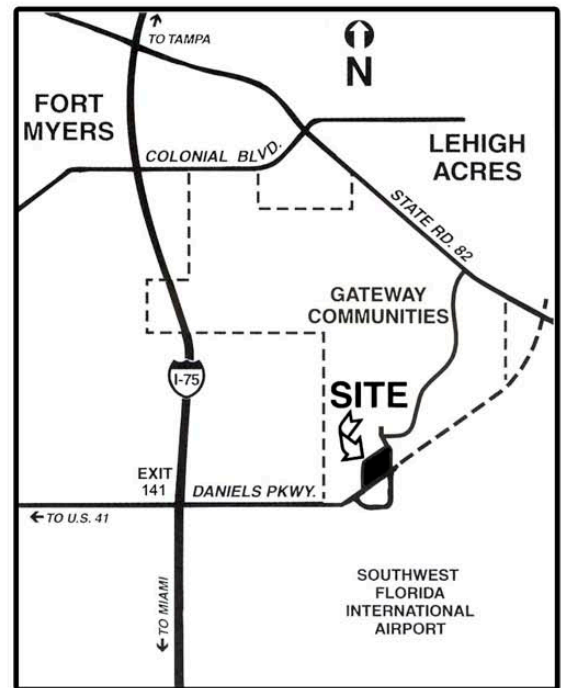 ← TO TAMPA
N
FORT
MYERS
COLONIAL BLVD.
LEHIGH
ACRES
STATE RD. 82
GATEWAY
COMMUNITIES
I-75
SITE
EXIT
141
DANIELS PKWY.
← TO U.S. 41
← TO MIAMI
SOUTHWEST
FLORIDA
INTERNATIONAL
AIRPORT